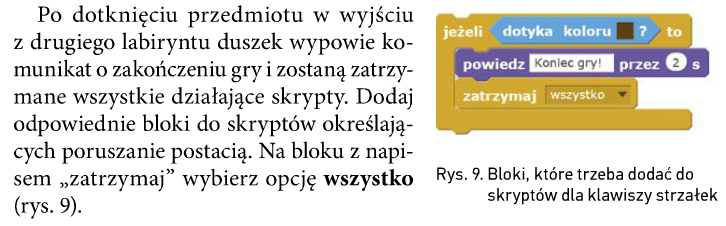 Po dotknięciu przedmiotu w wyjściu
z drugiego labiryntu duszek wypowie ko-
munikat o zakończeniu gry i zostaną zatrzy-
mane wszystkie działające skrypty. Dodaj
odpowiednie bloki do skryptów określają-
cych poruszanie postacią. Na bloku z napi-
sem „zatrzymaj” wybierz opcję wszystko
(rys. 9).
jeżeli dotyka koloru ? to
powiedz Koniec gry! przez 2 s
zatrzymaj wszystko
Rys. 9. Bloki, które trzeba dodać do
skryptów dla klawiszy strzałek